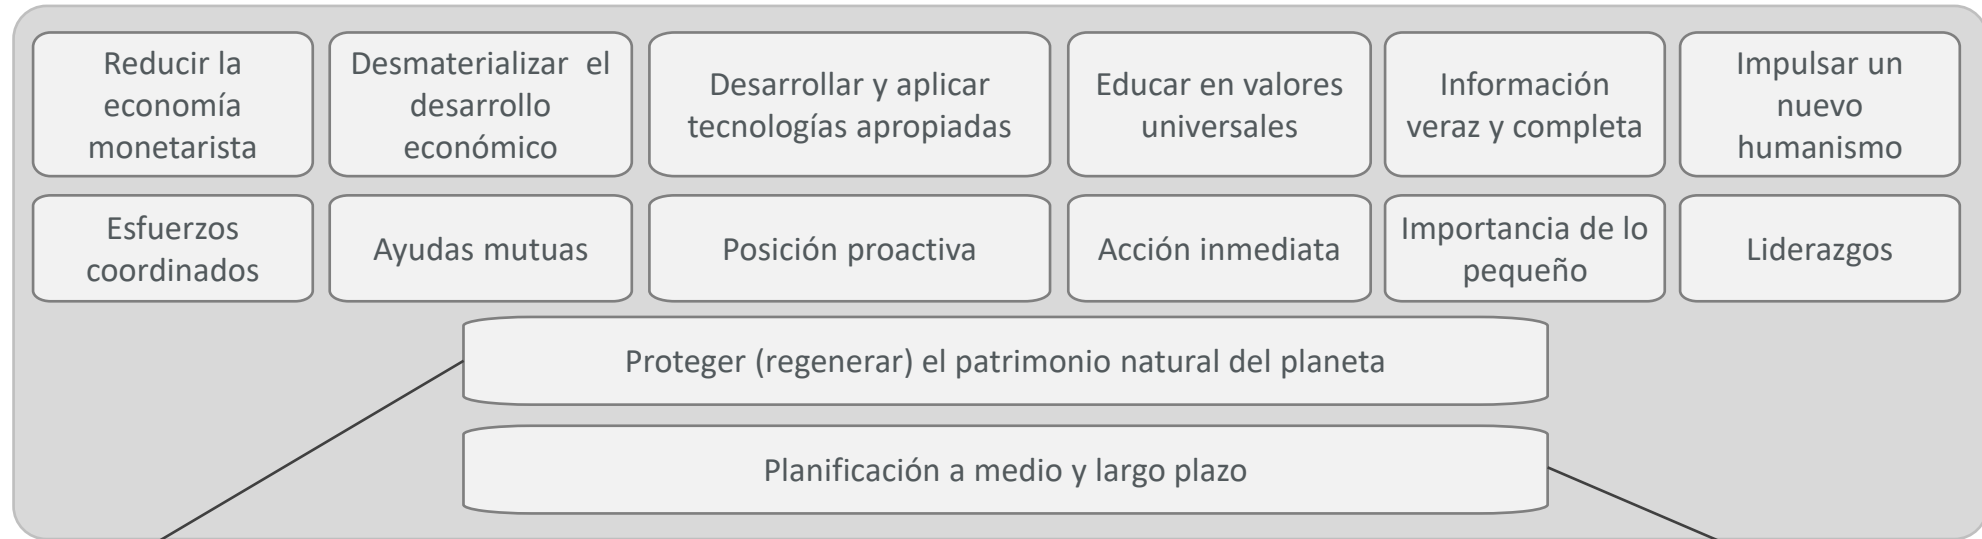 Reducir la
economía
monetarista
Desmaterializar el
desarrollo
económico
Desarrollar y aplicar
tecnologías apropiadas
Educar en valores
universales
Información
veraz y completa
Impulsar un
nuevo
humanismo
Esfuerzos
coordinados
Ayudas mutuas
Posición proactiva
Acción inmediata
Importancia de lo
pequeño
Liderazgos
Proteger (regenerar) el patrimonio natural del planeta
Planificación a medio y largo plazo